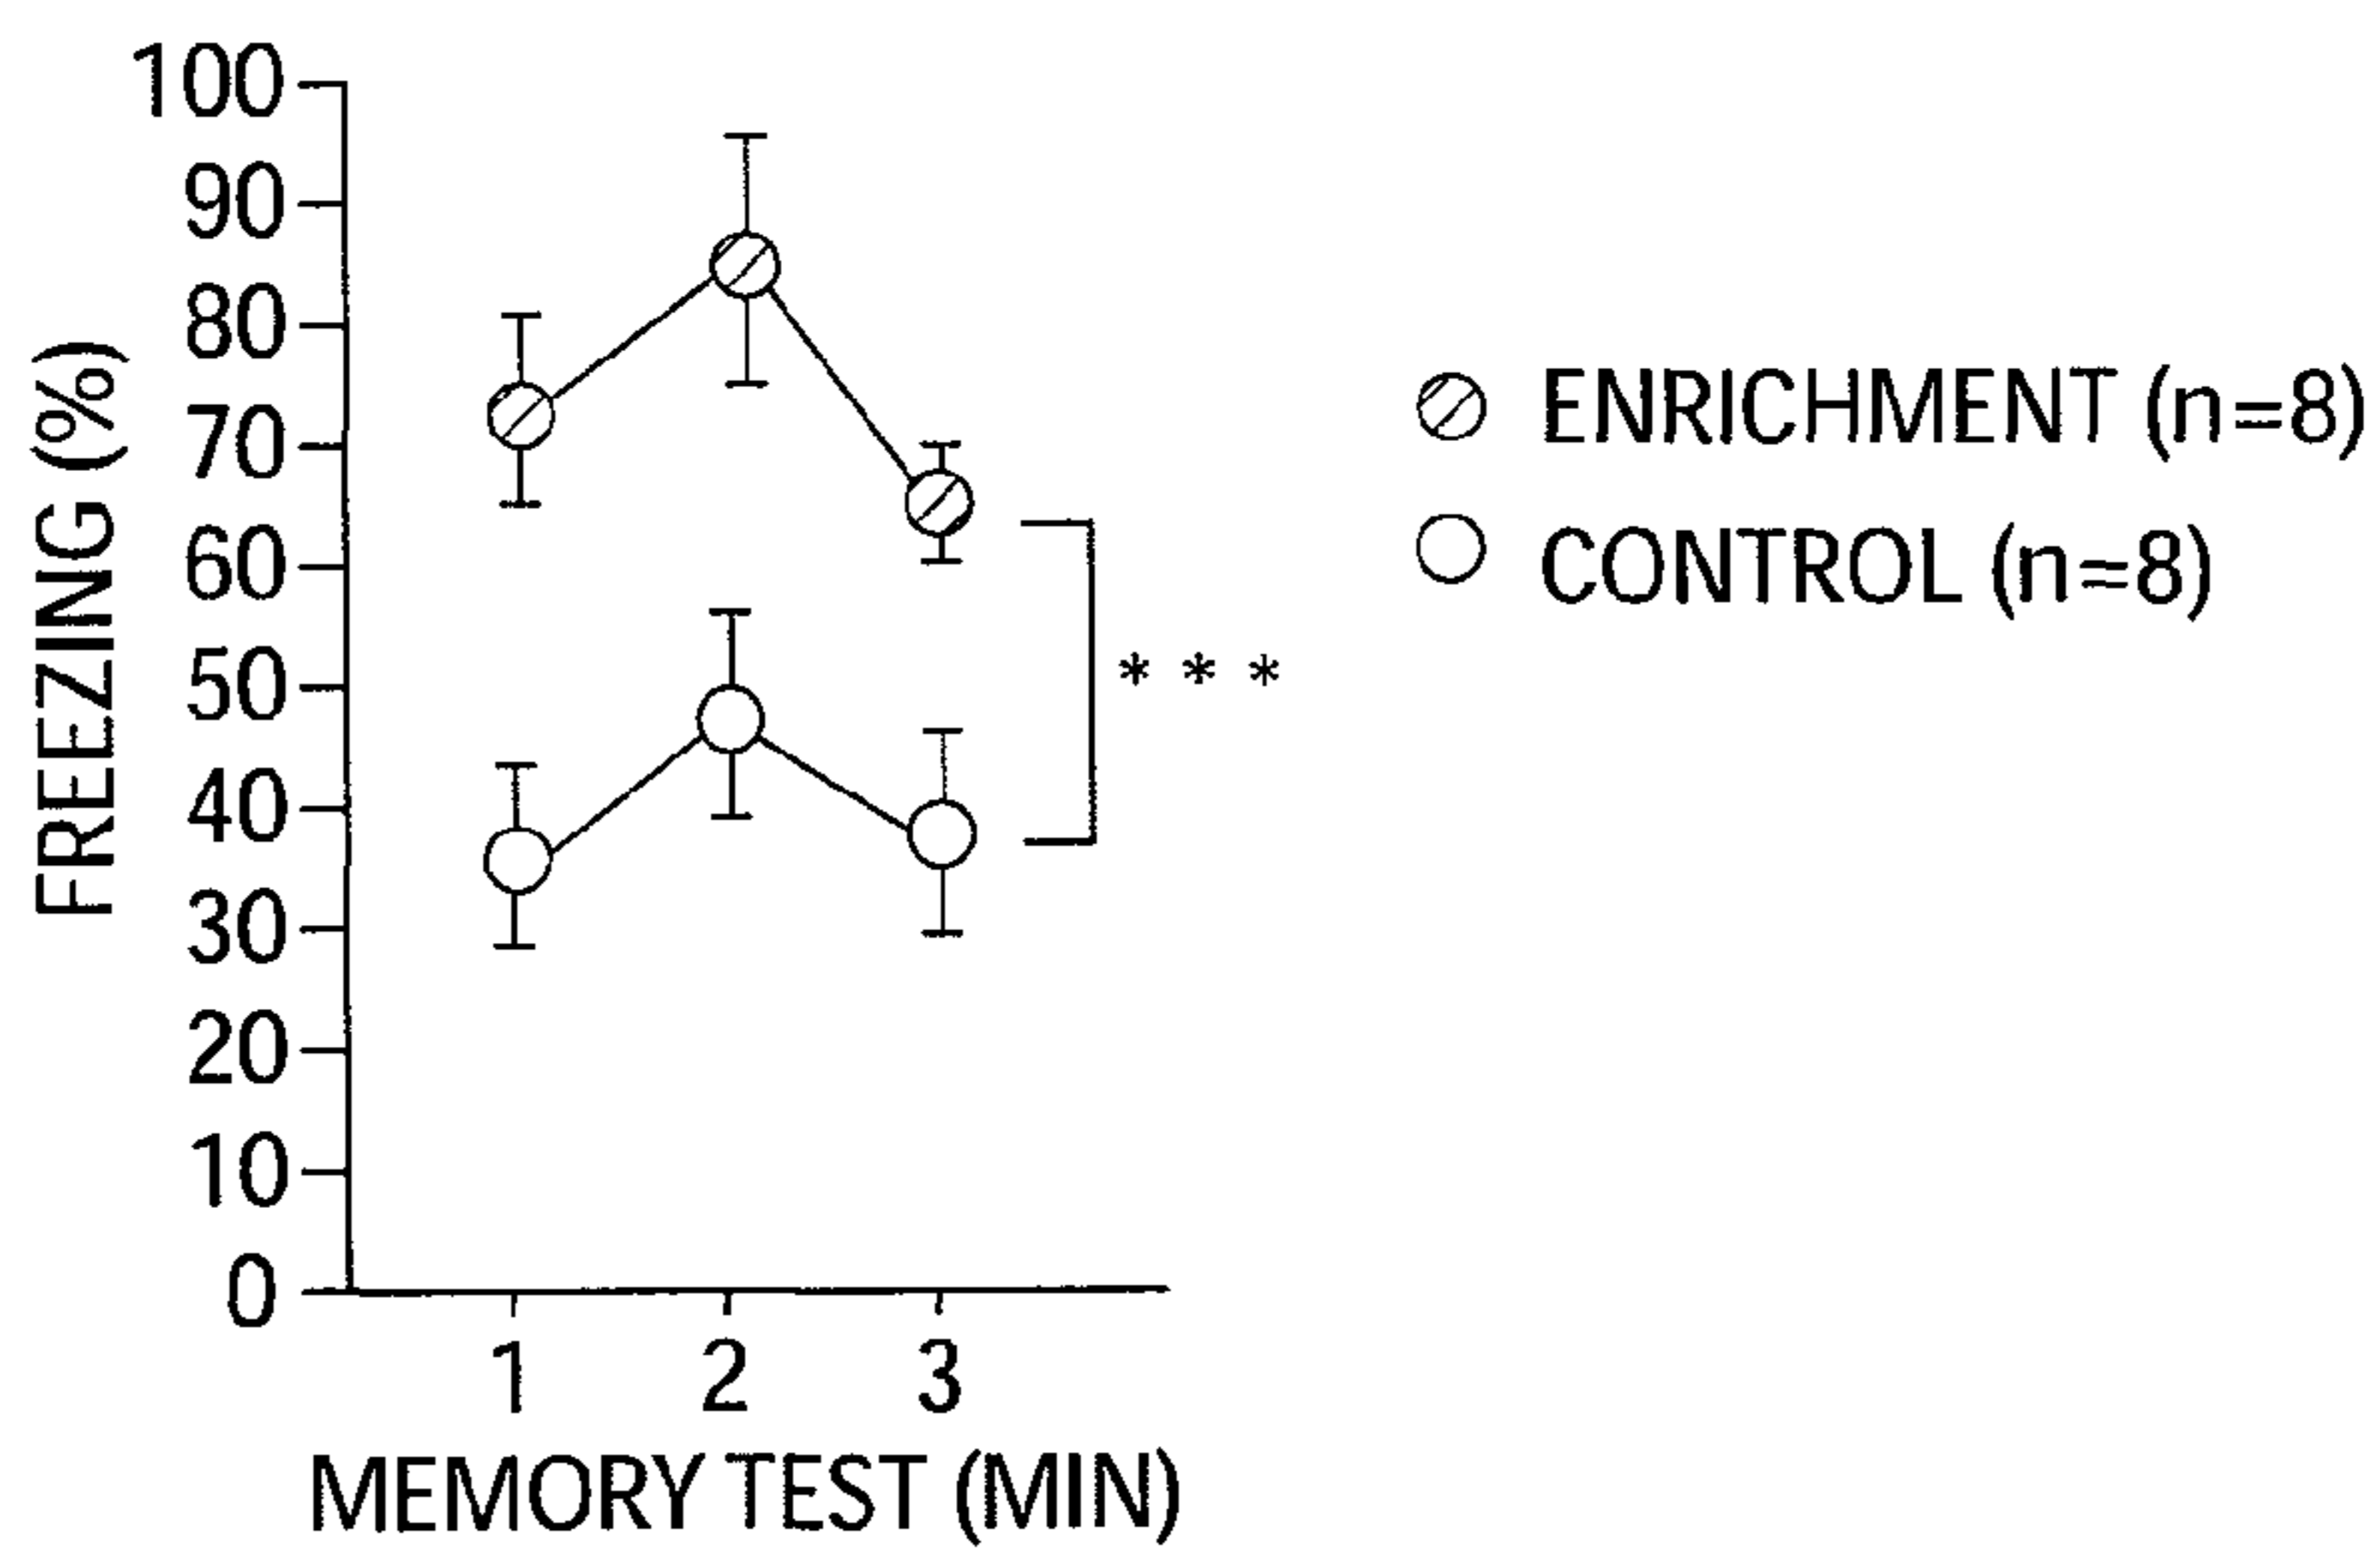 100
90
80
70
60
50
40
30
20
10
0
FREEZING (%)
1 2 3
MEMORY TEST (MIN)
* * *
ENRICHMENT (n=8)
CONTROL (n=8)